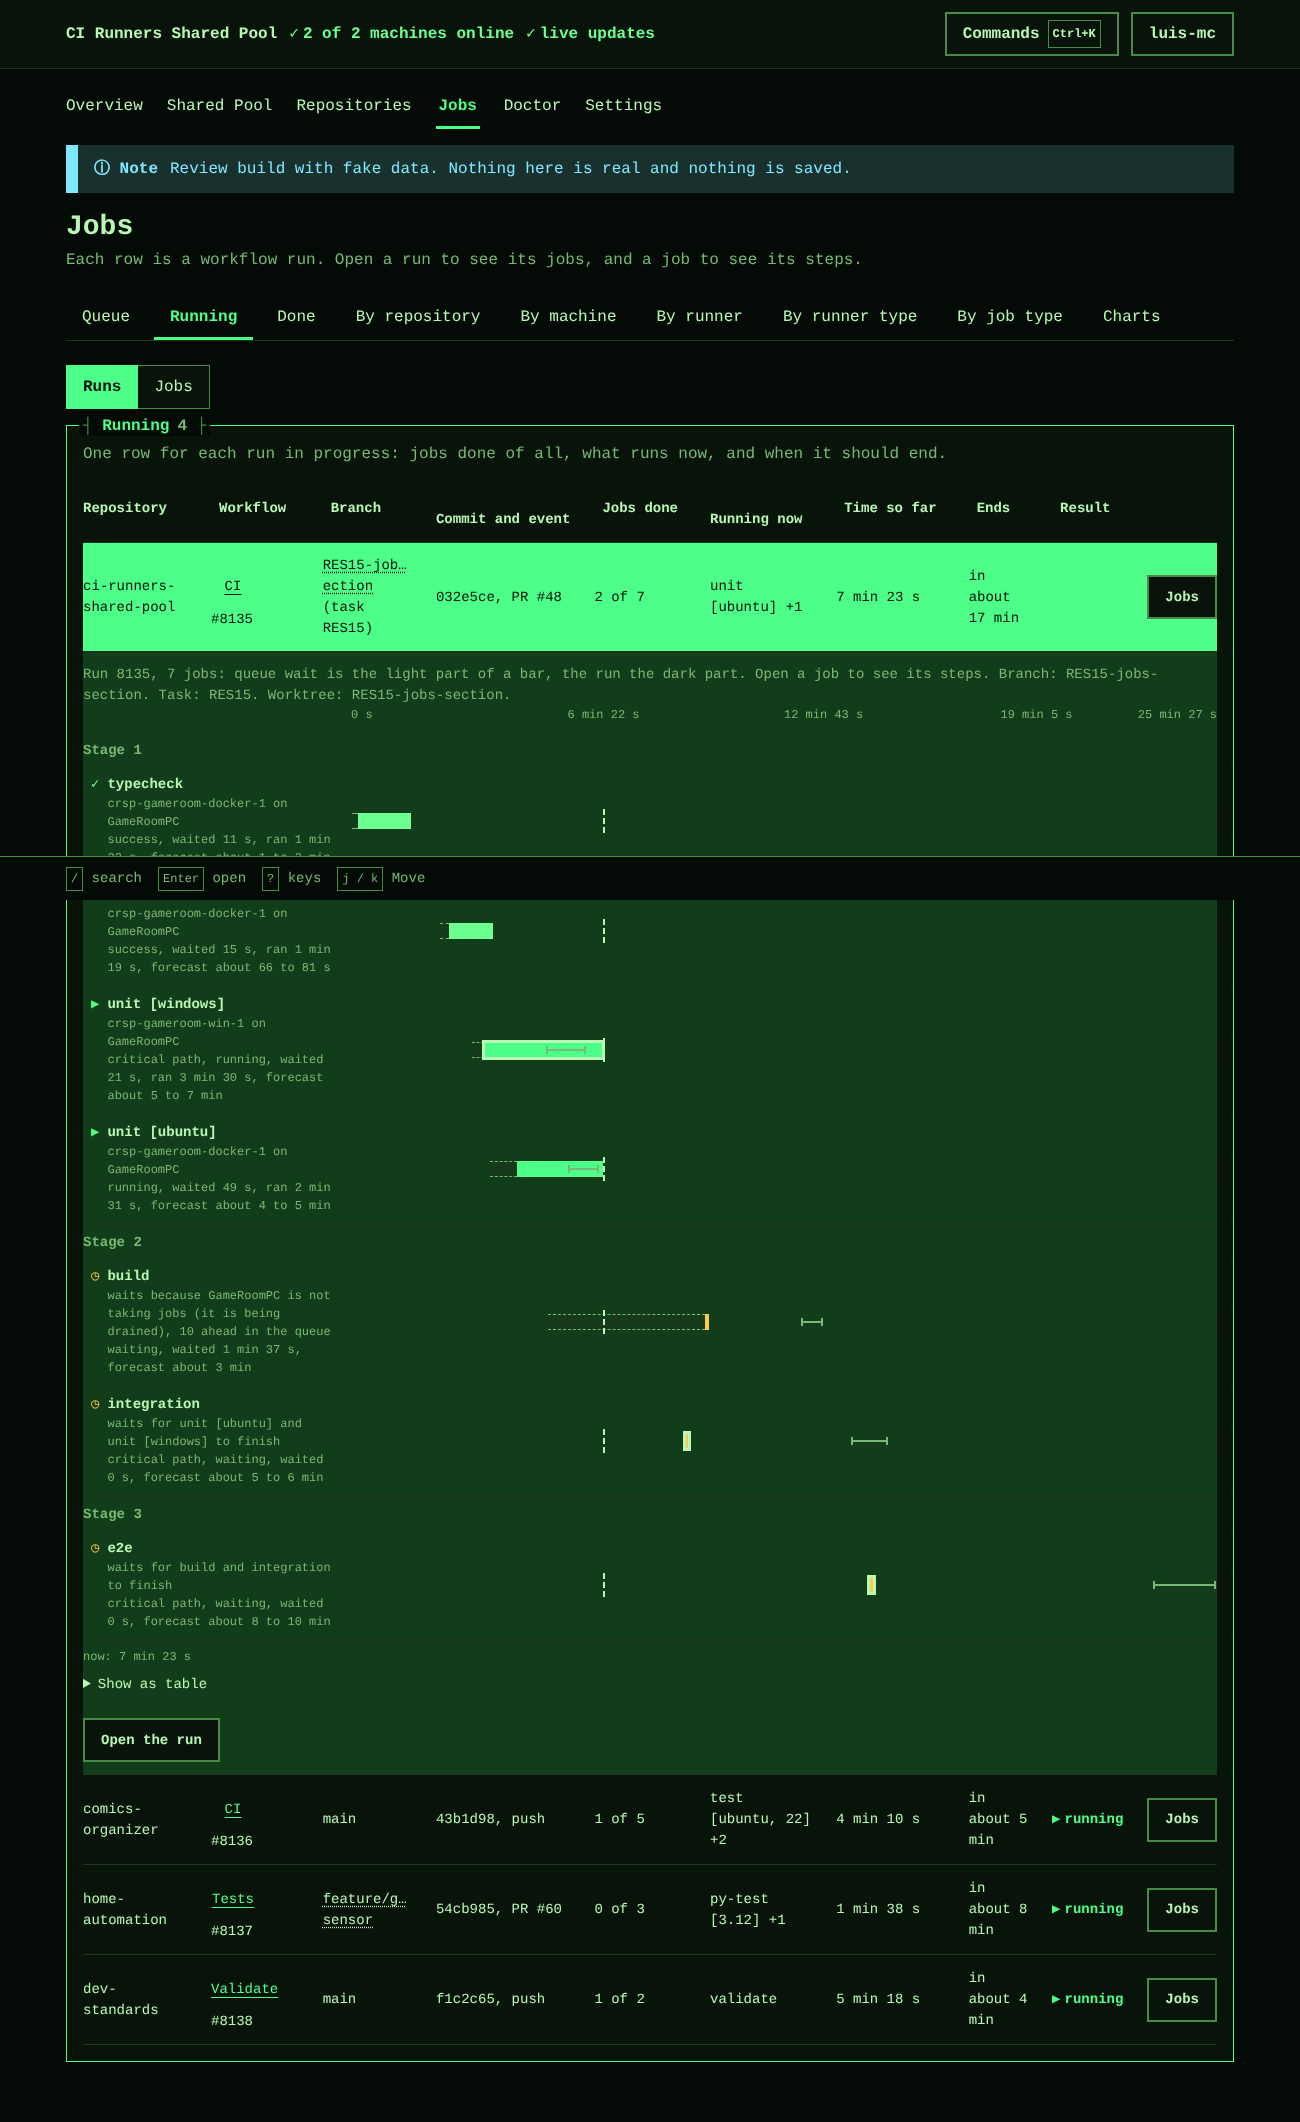 CI Runners Shared Pool ✓ 2 of 2 machines online ✓ live updates Commands Ctrl+K luis-mc
Overview Shared Pool Repositories Jobs Doctor Settings
ⓘ Note Review build with fake data. Nothing here is real and nothing is saved.
Jobs
Each row is a workflow run. Open a run to see its jobs, and a job to see its steps.
Queue Running Done By repository By machine By runner By runner type By job type Charts
Runs Jobs
┤ Running 4 ├
One row for each run in progress: jobs done of all, what runs now, and when it should end.
Repository Workflow Branch Commit and event Jobs done Running now Time so far Ends Result
ci-runners-
shared-pool
CI
#8135
RES15-job…
ection
(task
RES15)
032e5ce, PR #48
2 of 7
unit
[ubuntu] +1
7 min 23 s
in
about
17 min
Jobs
Run 8135, 7 jobs: queue wait is the light part of a bar, the run the dark part. Open a job to see its steps. Branch: RES15-jobs-
section. Task: RES15. Worktree: RES15-jobs-section.
0 s 6 min 22 s 12 min 43 s 19 min 5 s 25 min 27 s
Stage 1
✓ typecheck
crsp-gameroom-docker-1 on
GameRoomPC
success, waited 11 s, ran 1 min
/ search Enter open ? keys j / k Move
crsp-gameroom-docker-1 on
GameRoomPC
success, waited 15 s, ran 1 min
19 s, forecast about 66 to 81 s
▶ unit [windows]
crsp-gameroom-win-1 on
GameRoomPC
critical path, running, waited
21 s, ran 3 min 30 s, forecast
about 5 to 7 min
▶ unit [ubuntu]
crsp-gameroom-docker-1 on
GameRoomPC
running, waited 49 s, ran 2 min
31 s, forecast about 4 to 5 min
Stage 2
◷ build
waits because GameRoomPC is not
taking jobs (it is being
drained), 10 ahead in the queue
waiting, waited 1 min 37 s,
forecast about 3 min
◷ integration
waits for unit [ubuntu] and
unit [windows] to finish
critical path, waiting, waited
0 s, forecast about 5 to 6 min
Stage 3
◷ e2e
waits for build and integration
to finish
critical path, waiting, waited
0 s, forecast about 8 to 10 min
now: 7 min 23 s
▶ Show as table
Open the run
comics-
organizer
CI
#8136
main
43b1d98, push
1 of 5
test
[ubuntu, 22]
+2
4 min 10 s
in
about 5
min
▶ running
Jobs
home-
automation
Tests
#8137
feature/g…
sensor
54cb985, PR #60
0 of 3
py-test
[3.12] +1
1 min 38 s
in
about 8
min
▶ running
Jobs
dev-
standards
Validate
#8138
main
f1c2c65, push
1 of 2
validate
5 min 18 s
in
about 4
min
▶ running
Jobs